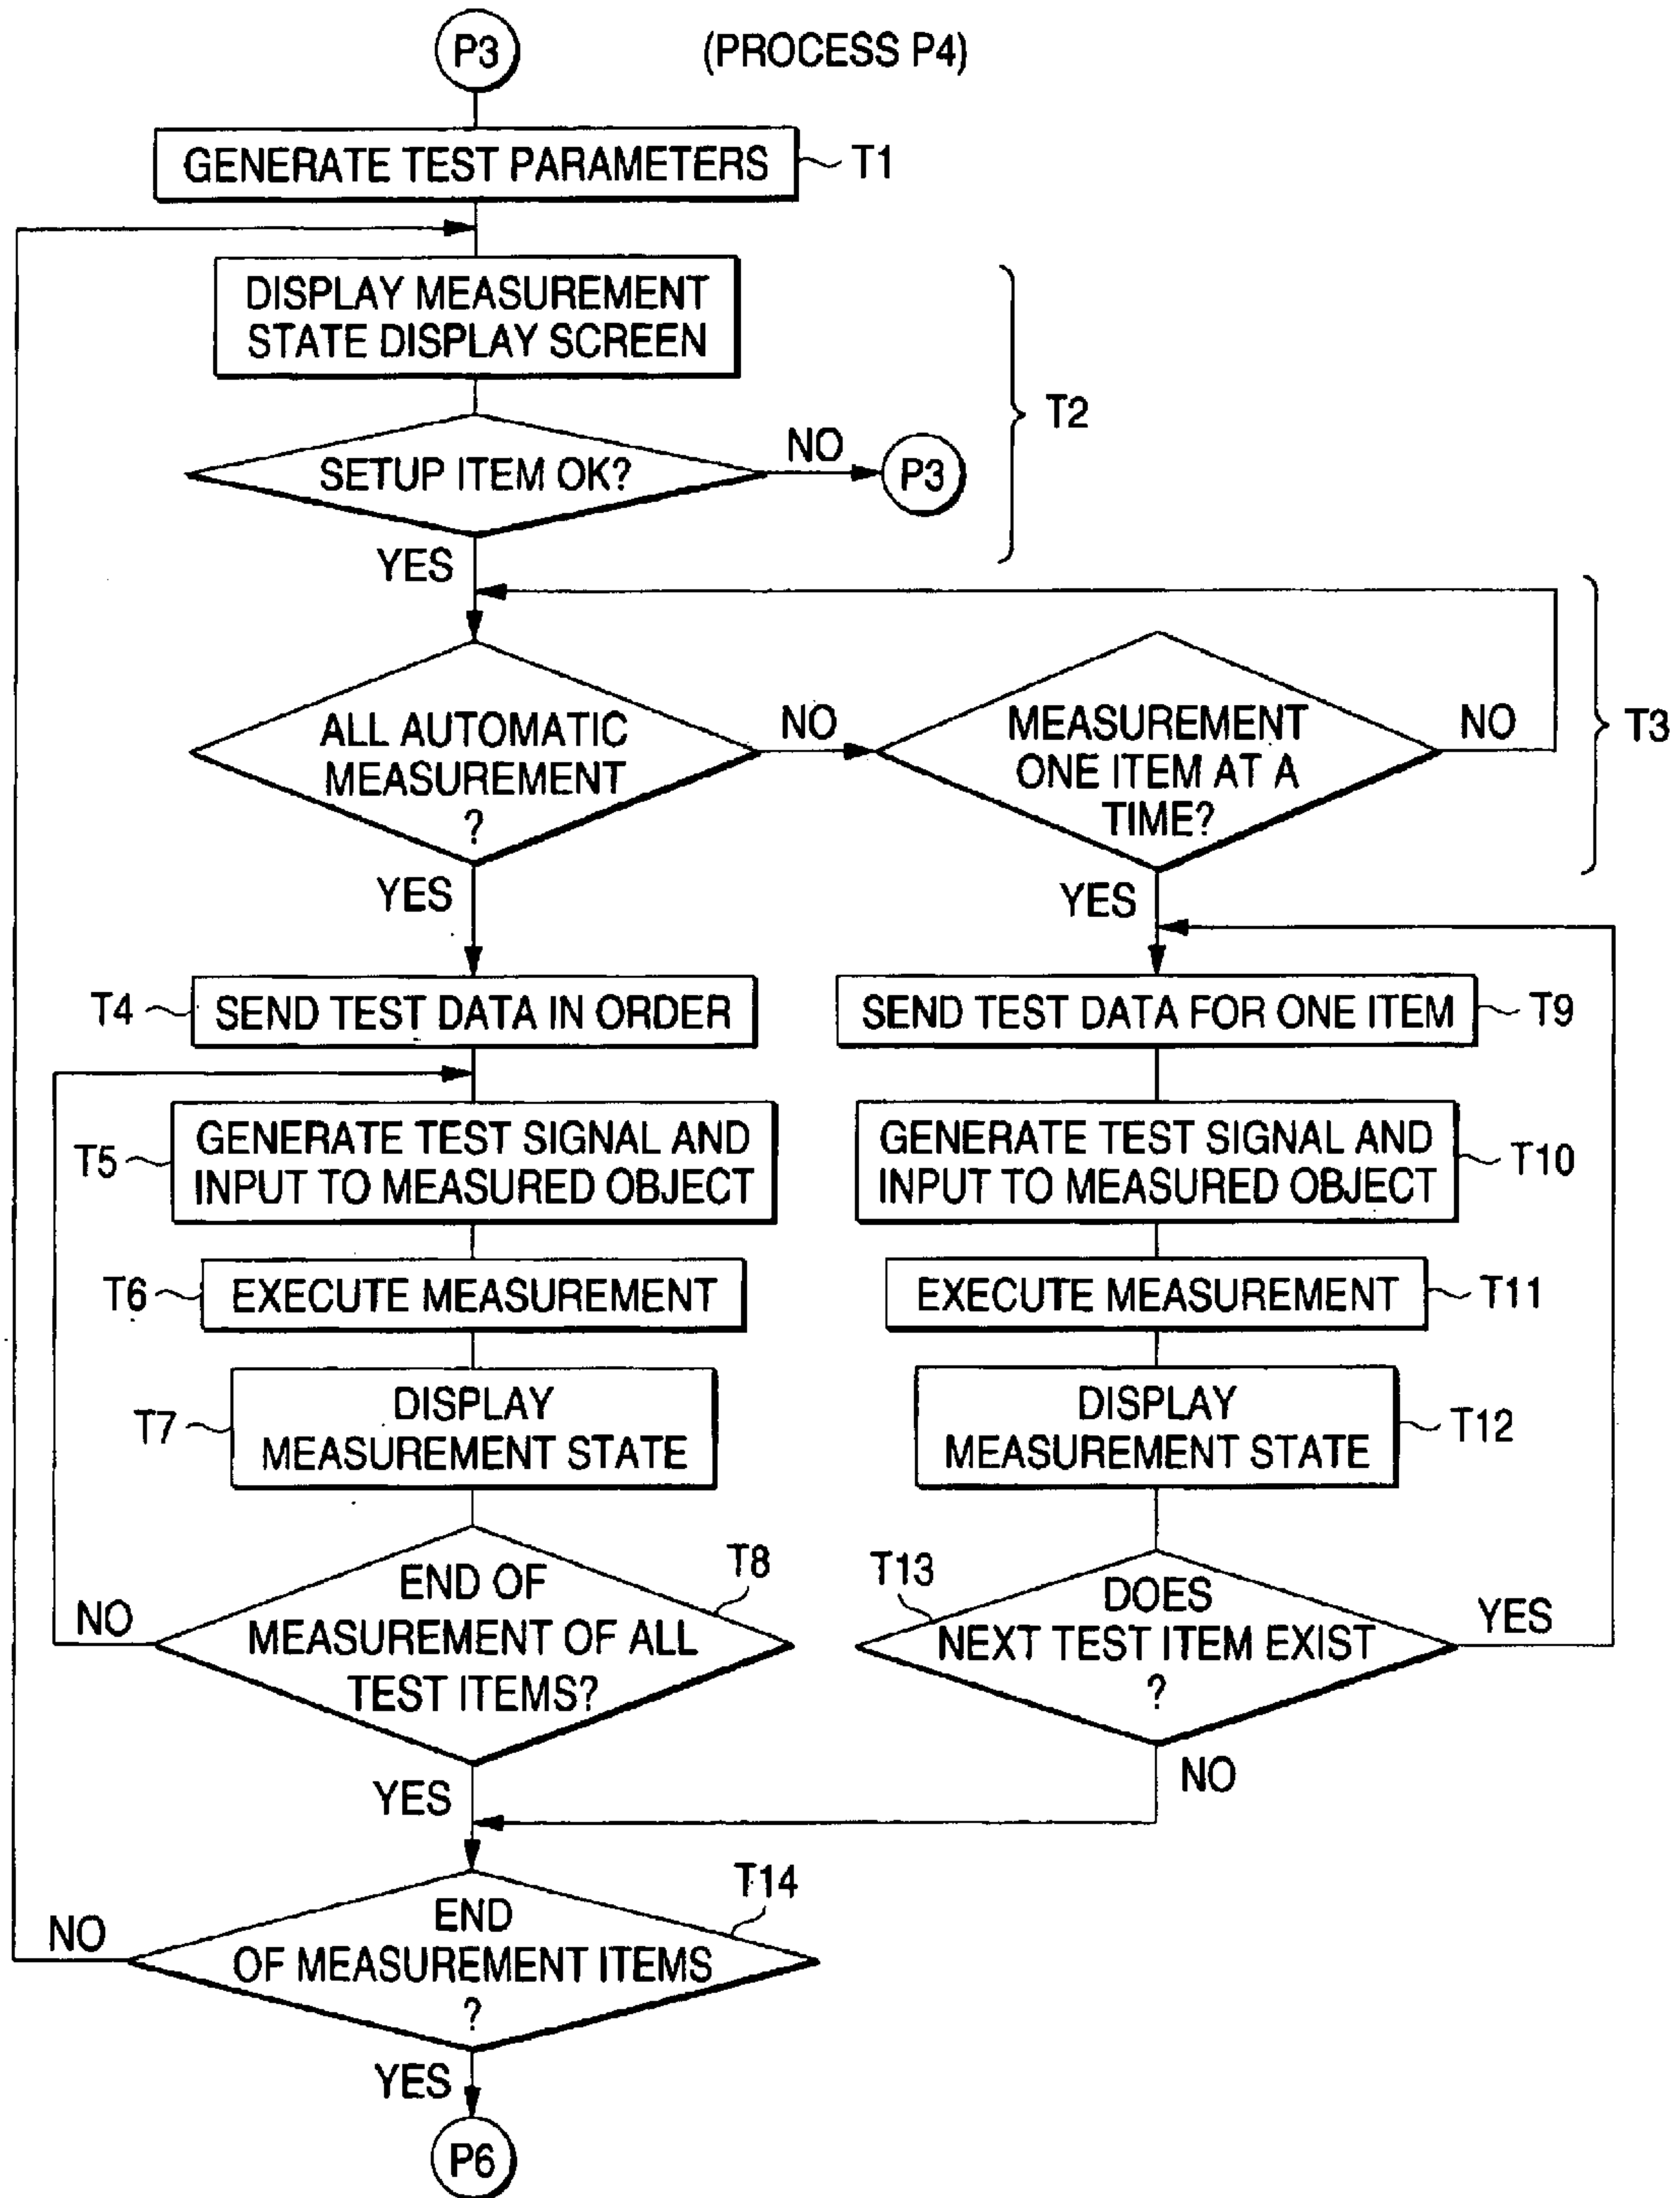 P3
(PROCESS P4)
GENERATE TEST PARAMETERS
T1
DISPLAY MEASUREMENT
STATE DISPLAY SCREEN
T2
SETUP ITEM OK?
NO
P3
YES
ALL AUTOMATIC
MEASUREMENT
?
NO
MEASUREMENT
ONE ITEM AT A
TIME?
NO
T3
YES
YES
T4
SEND TEST DATA IN ORDER
SEND TEST DATA FOR ONE ITEM
T9
T5
GENERATE TEST SIGNAL AND
INPUT TO MEASURED OBJECT
GENERATE TEST SIGNAL AND
INPUT TO MEASURED OBJECT
T10
T6
EXECUTE MEASUREMENT
EXECUTE MEASUREMENT
T11
T7
DISPLAY
MEASUREMENT STATE
DISPLAY
MEASUREMENT STATE
T12
T8
END OF
MEASUREMENT OF ALL
TEST ITEMS?
NO
T13
DOES
NEXT TEST ITEM EXIST
?
YES
YES
NO
T14
END
OF MEASUREMENT ITEMS
?
NO
YES
P6